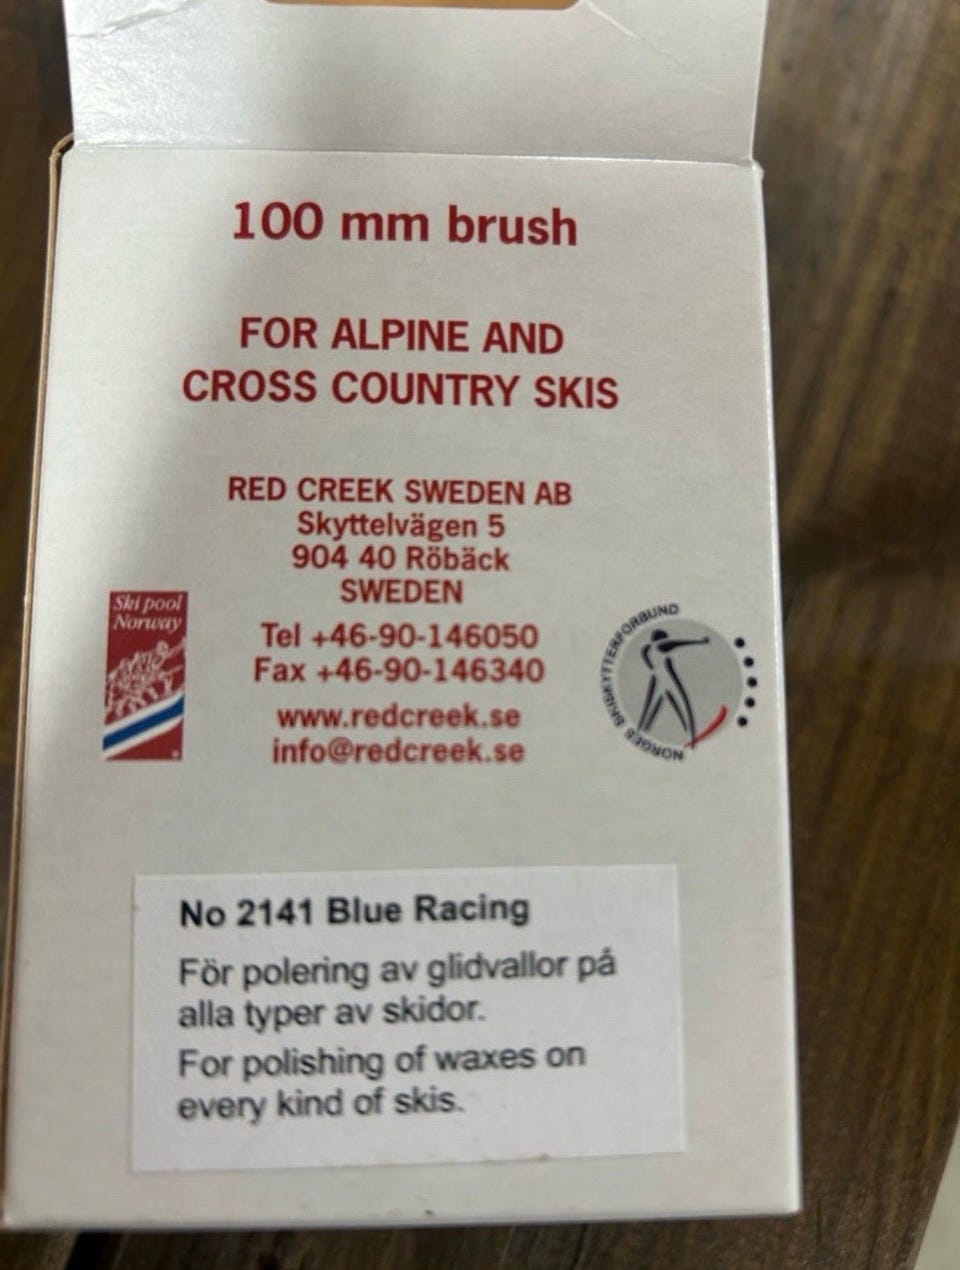 100 mm brush
FOR ALPINE AND
CROSS COUNTRY SKIS
RED CREEK SWEDEN AB
Skyttelvägen 5
904 40 Röbäck
SWEDEN
Tel +46-90-146050
Fax +46-90-146340
www.redcreek.se
info@redcreek.se
Ski pool
Norway
NORGES SKISKYTTERFORBUND
No 2141 Blue Racing
För polering av glidvallor på
alla typer av skidor.
For polishing of waxes on
every kind of skis.